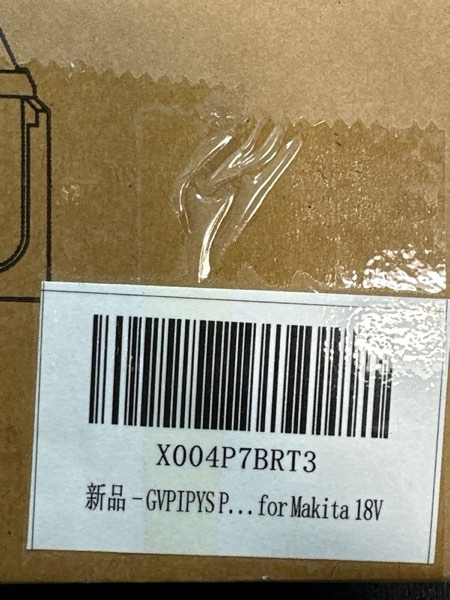 X004P7BRT3
新品 - GVPIPYS P... for Makita 18V